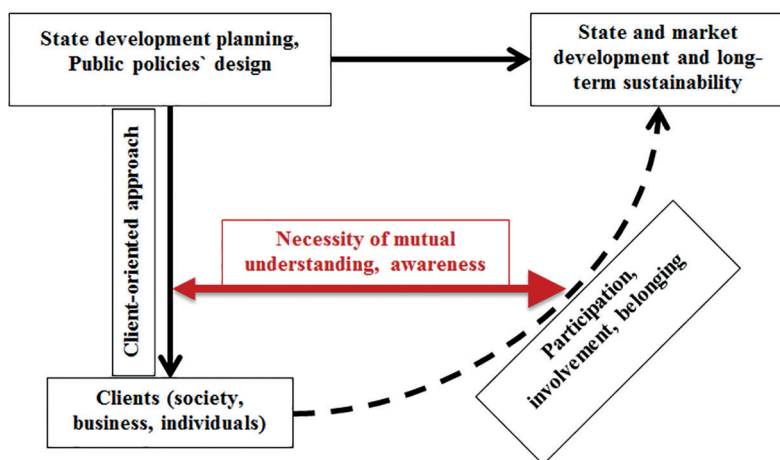 State development planning,
Public policies` design
State and market
development and long-
term sustainability
Client-oriented approach
Necessity of mutual
understanding, awareness
Participation,
involvement, belonging
Clients (society,
business, individuals)